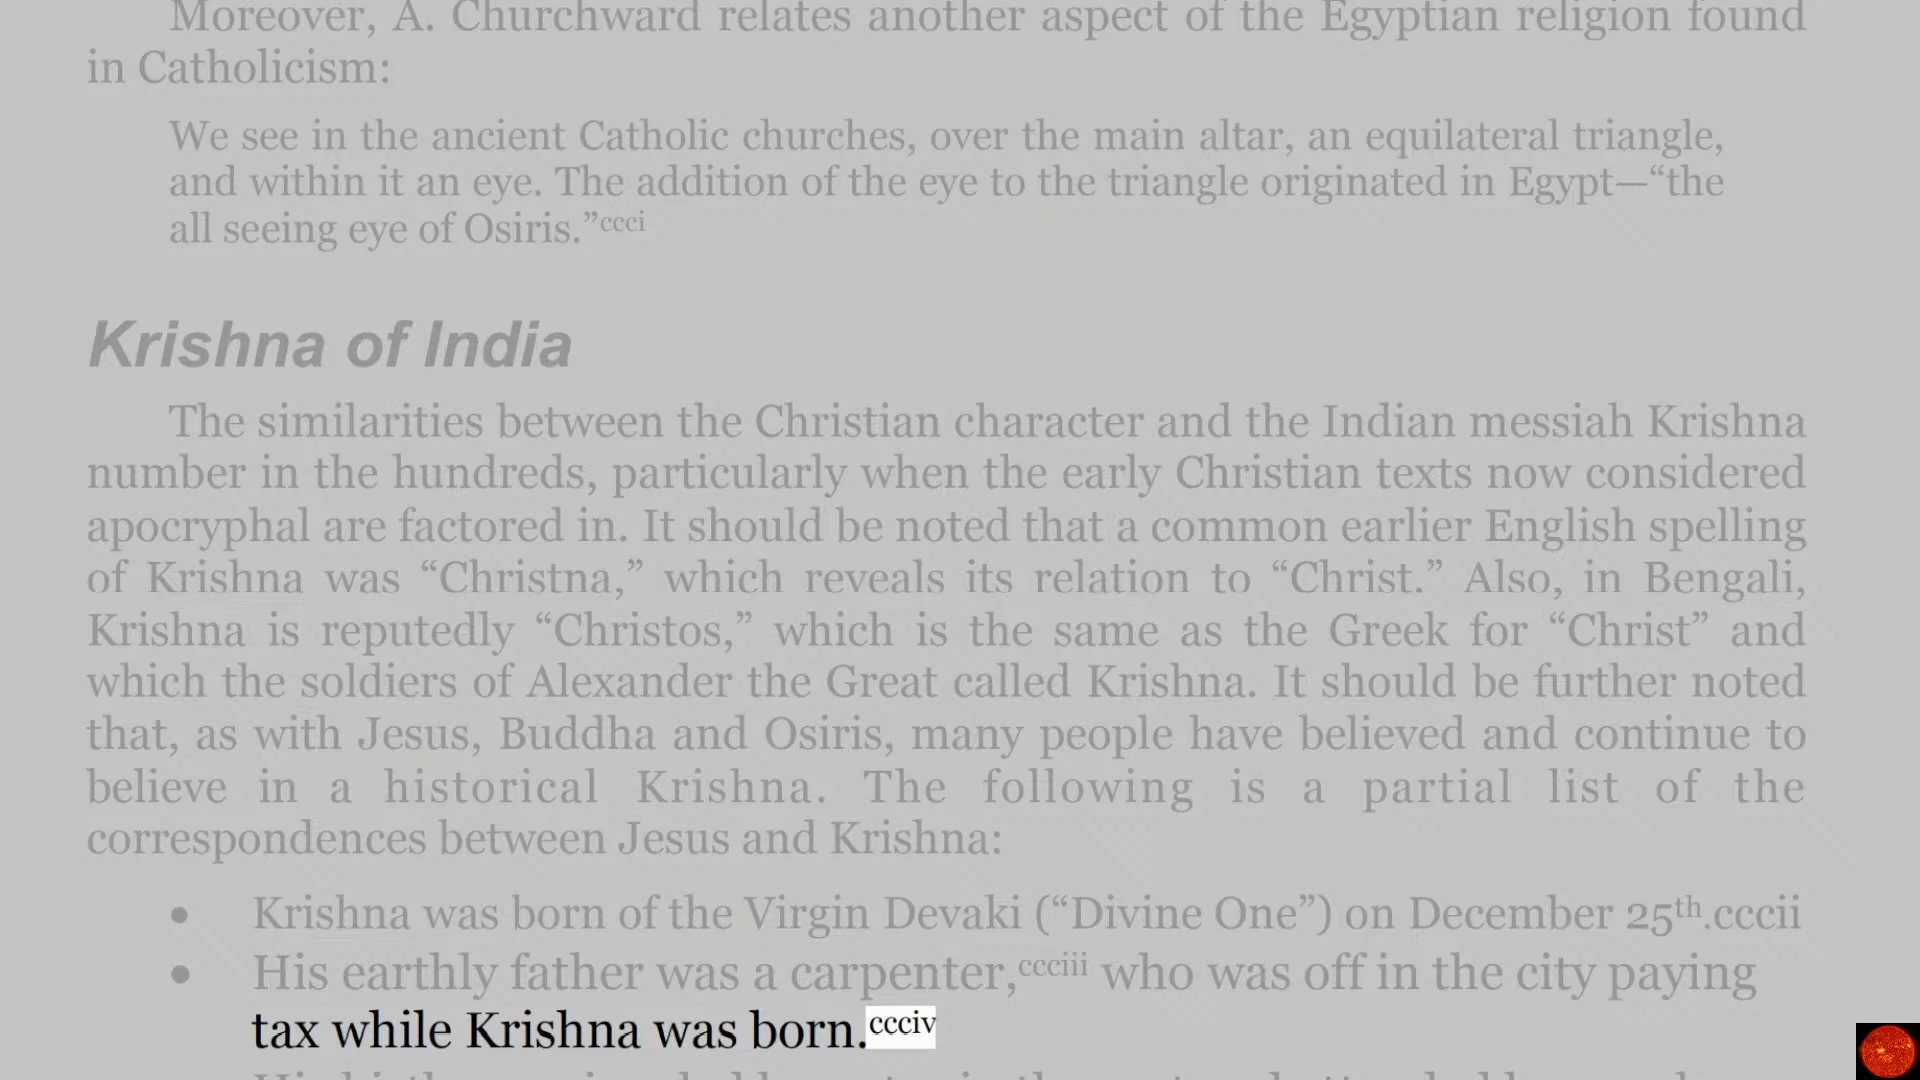 Moreover, A. Churchward relates another aspect of the Egyptian religion found
in Catholicism:
We see in the ancient Catholic churches, over the main altar, an equilateral triangle,
and within it an eye. The addition of the eye to the triangle originated in Egypt—“the
all seeing eye of Osiris.”ccci
Krishna of India
The similarities between the Christian character and the Indian messiah Krishna
number in the hundreds, particularly when the early Christian texts now considered
apocryphal are factored in. It should be noted that a common earlier English spelling
of Krishna was “Christna,” which reveals its relation to “Christ.” Also, in Bengali,
Krishna is reputedly “Christos,” which is the same as the Greek for “Christ” and
which the soldiers of Alexander the Great called Krishna. It should be further noted
that, as with Jesus, Buddha and Osiris, many people have believed and continue to
believe in a historical Krishna. The following is a partial list of the
correspondences between Jesus and Krishna:
• Krishna was born of the Virgin Devaki (“Divine One”) on December 25th.cccii
• His earthly father was a carpenter,ccciii who was off in the city paying
tax while Krishna was born.ccciv